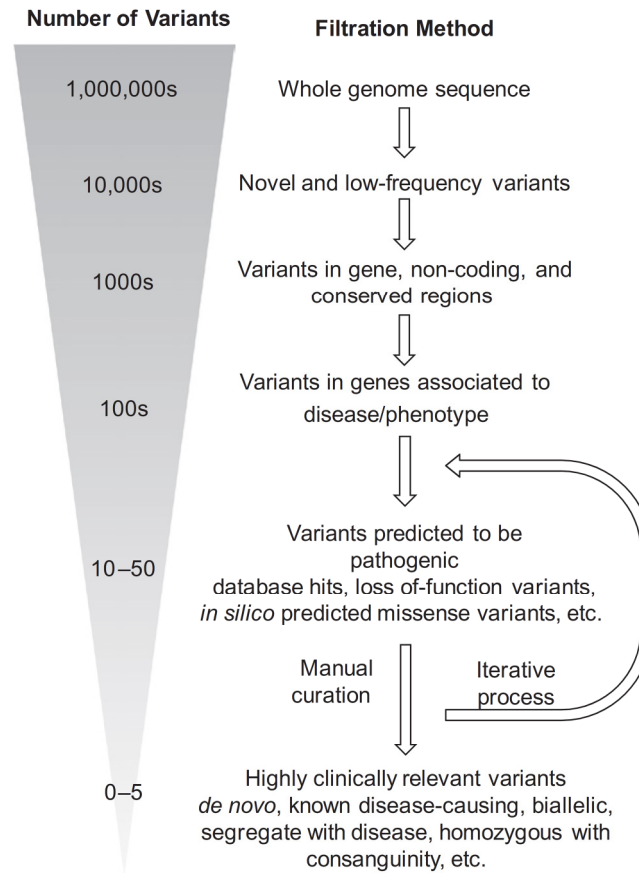 Number of Variants
Filtration Method
1,000,000s
Whole genome sequence
10,000s
Novel and low-frequency variants
1000s
Variants in gene, non-coding, and
conserved regions
100s
Variants in genes associated to
disease/phenotype
10–50
Variants predicted to be
pathogenic
database hits, loss of-function variants,
in silico predicted missense variants, etc.
Manual
curation
Iterative
process
0–5
Highly clinically relevant variants
de novo, known disease-causing, biallelic,
segregate with disease, homozygous with
consanguinity, etc.